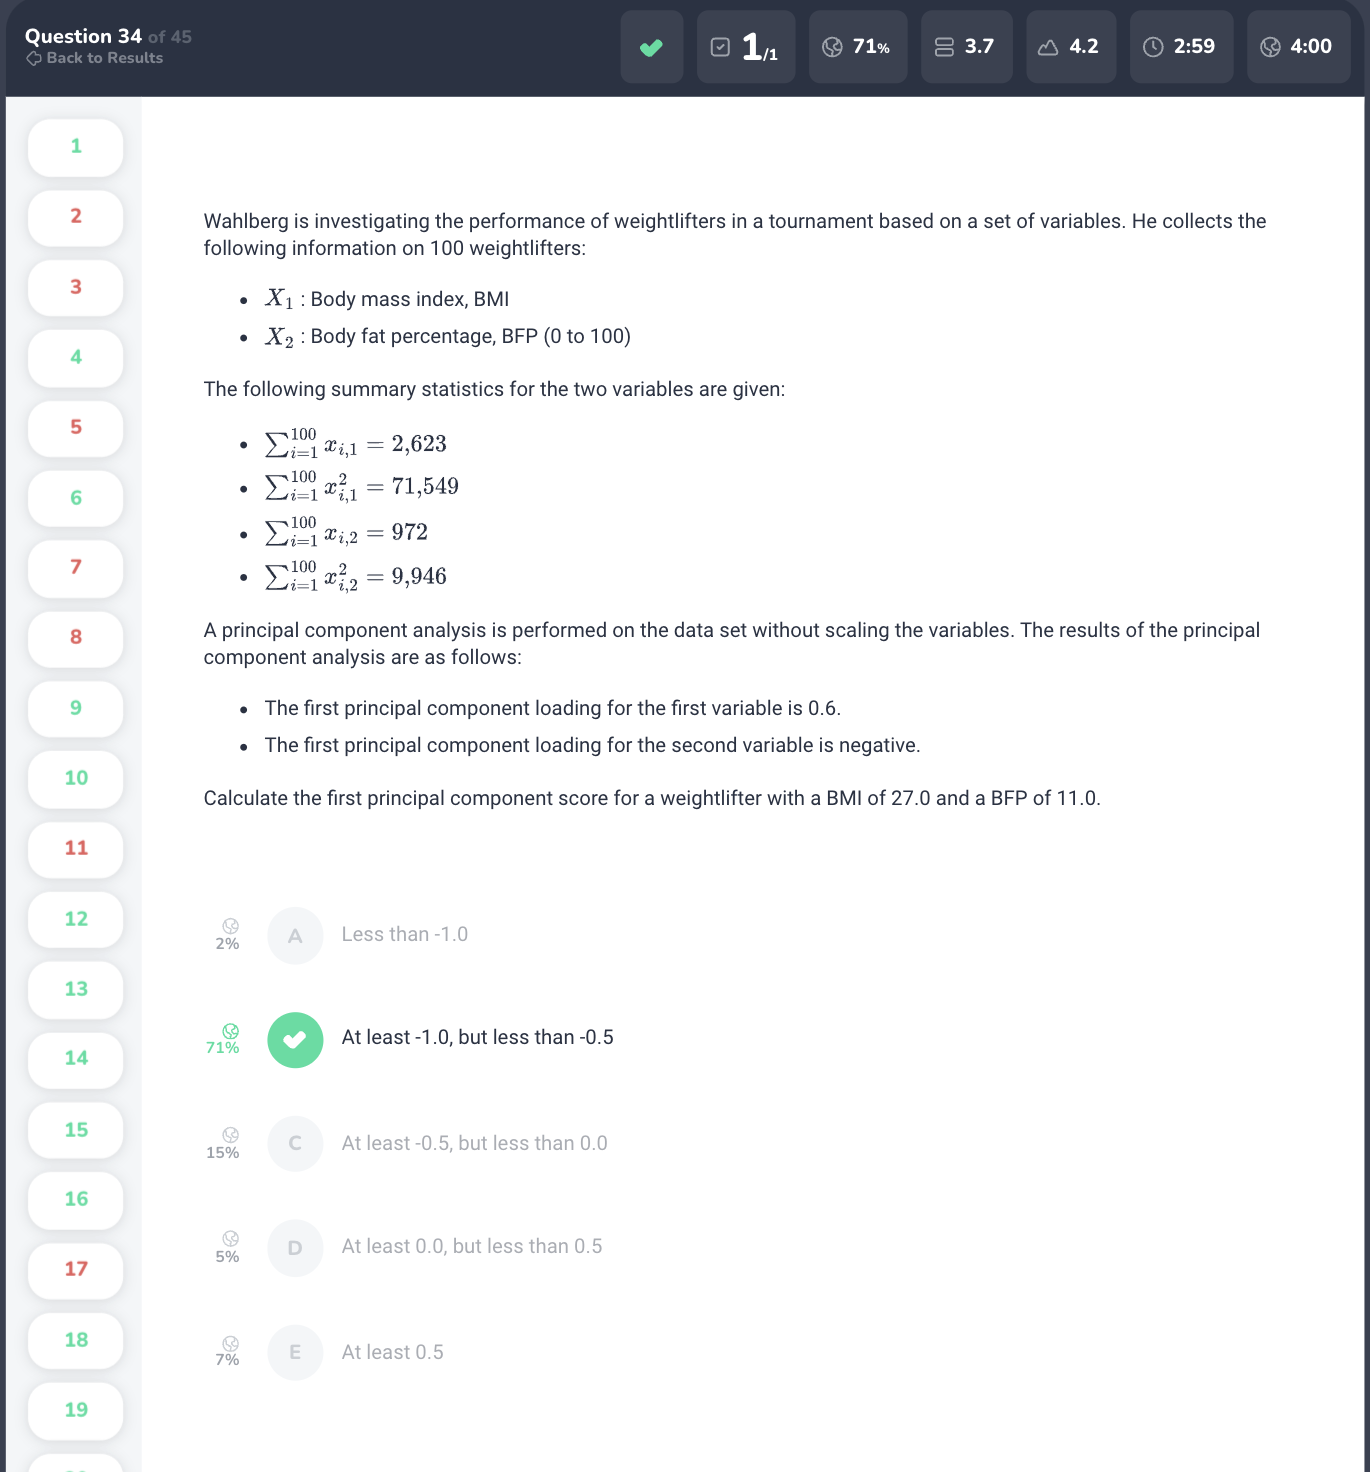 Question 34 of 45
Back to Results
1/1
71%
3.7
4.2
2:59
4:00
1
2
3
4
5
6
7
8
9
10
11
12
13
14
15
16
17
18
19
Wahlberg is investigating the performance of weightlifters in a tournament based on a set of variables. He collects the
following information on 100 weightlifters:
• X₁ : Body mass index, BMI
• X₂ : Body fat percentage, BFP (0 to 100)
The following summary statistics for the two variables are given:
• ∑_{i=1}^{100} x_{i,1} = 2,623
• ∑_{i=1}^{100} x_{i,1}^2 = 71,549
• ∑_{i=1}^{100} x_{i,2} = 972
• ∑_{i=1}^{100} x_{i,2}^2 = 9,946
A principal component analysis is performed on the data set without scaling the variables. The results of the principal
component analysis are as follows:
• The first principal component loading for the first variable is 0.6.
• The first principal component loading for the second variable is negative.
Calculate the first principal component score for a weightlifter with a BMI of 27.0 and a BFP of 11.0.
2% A Less than -1.0
71% At least -1.0, but less than -0.5
15% C At least -0.5, but less than 0.0
5% D At least 0.0, but less than 0.5
7% E At least 0.5